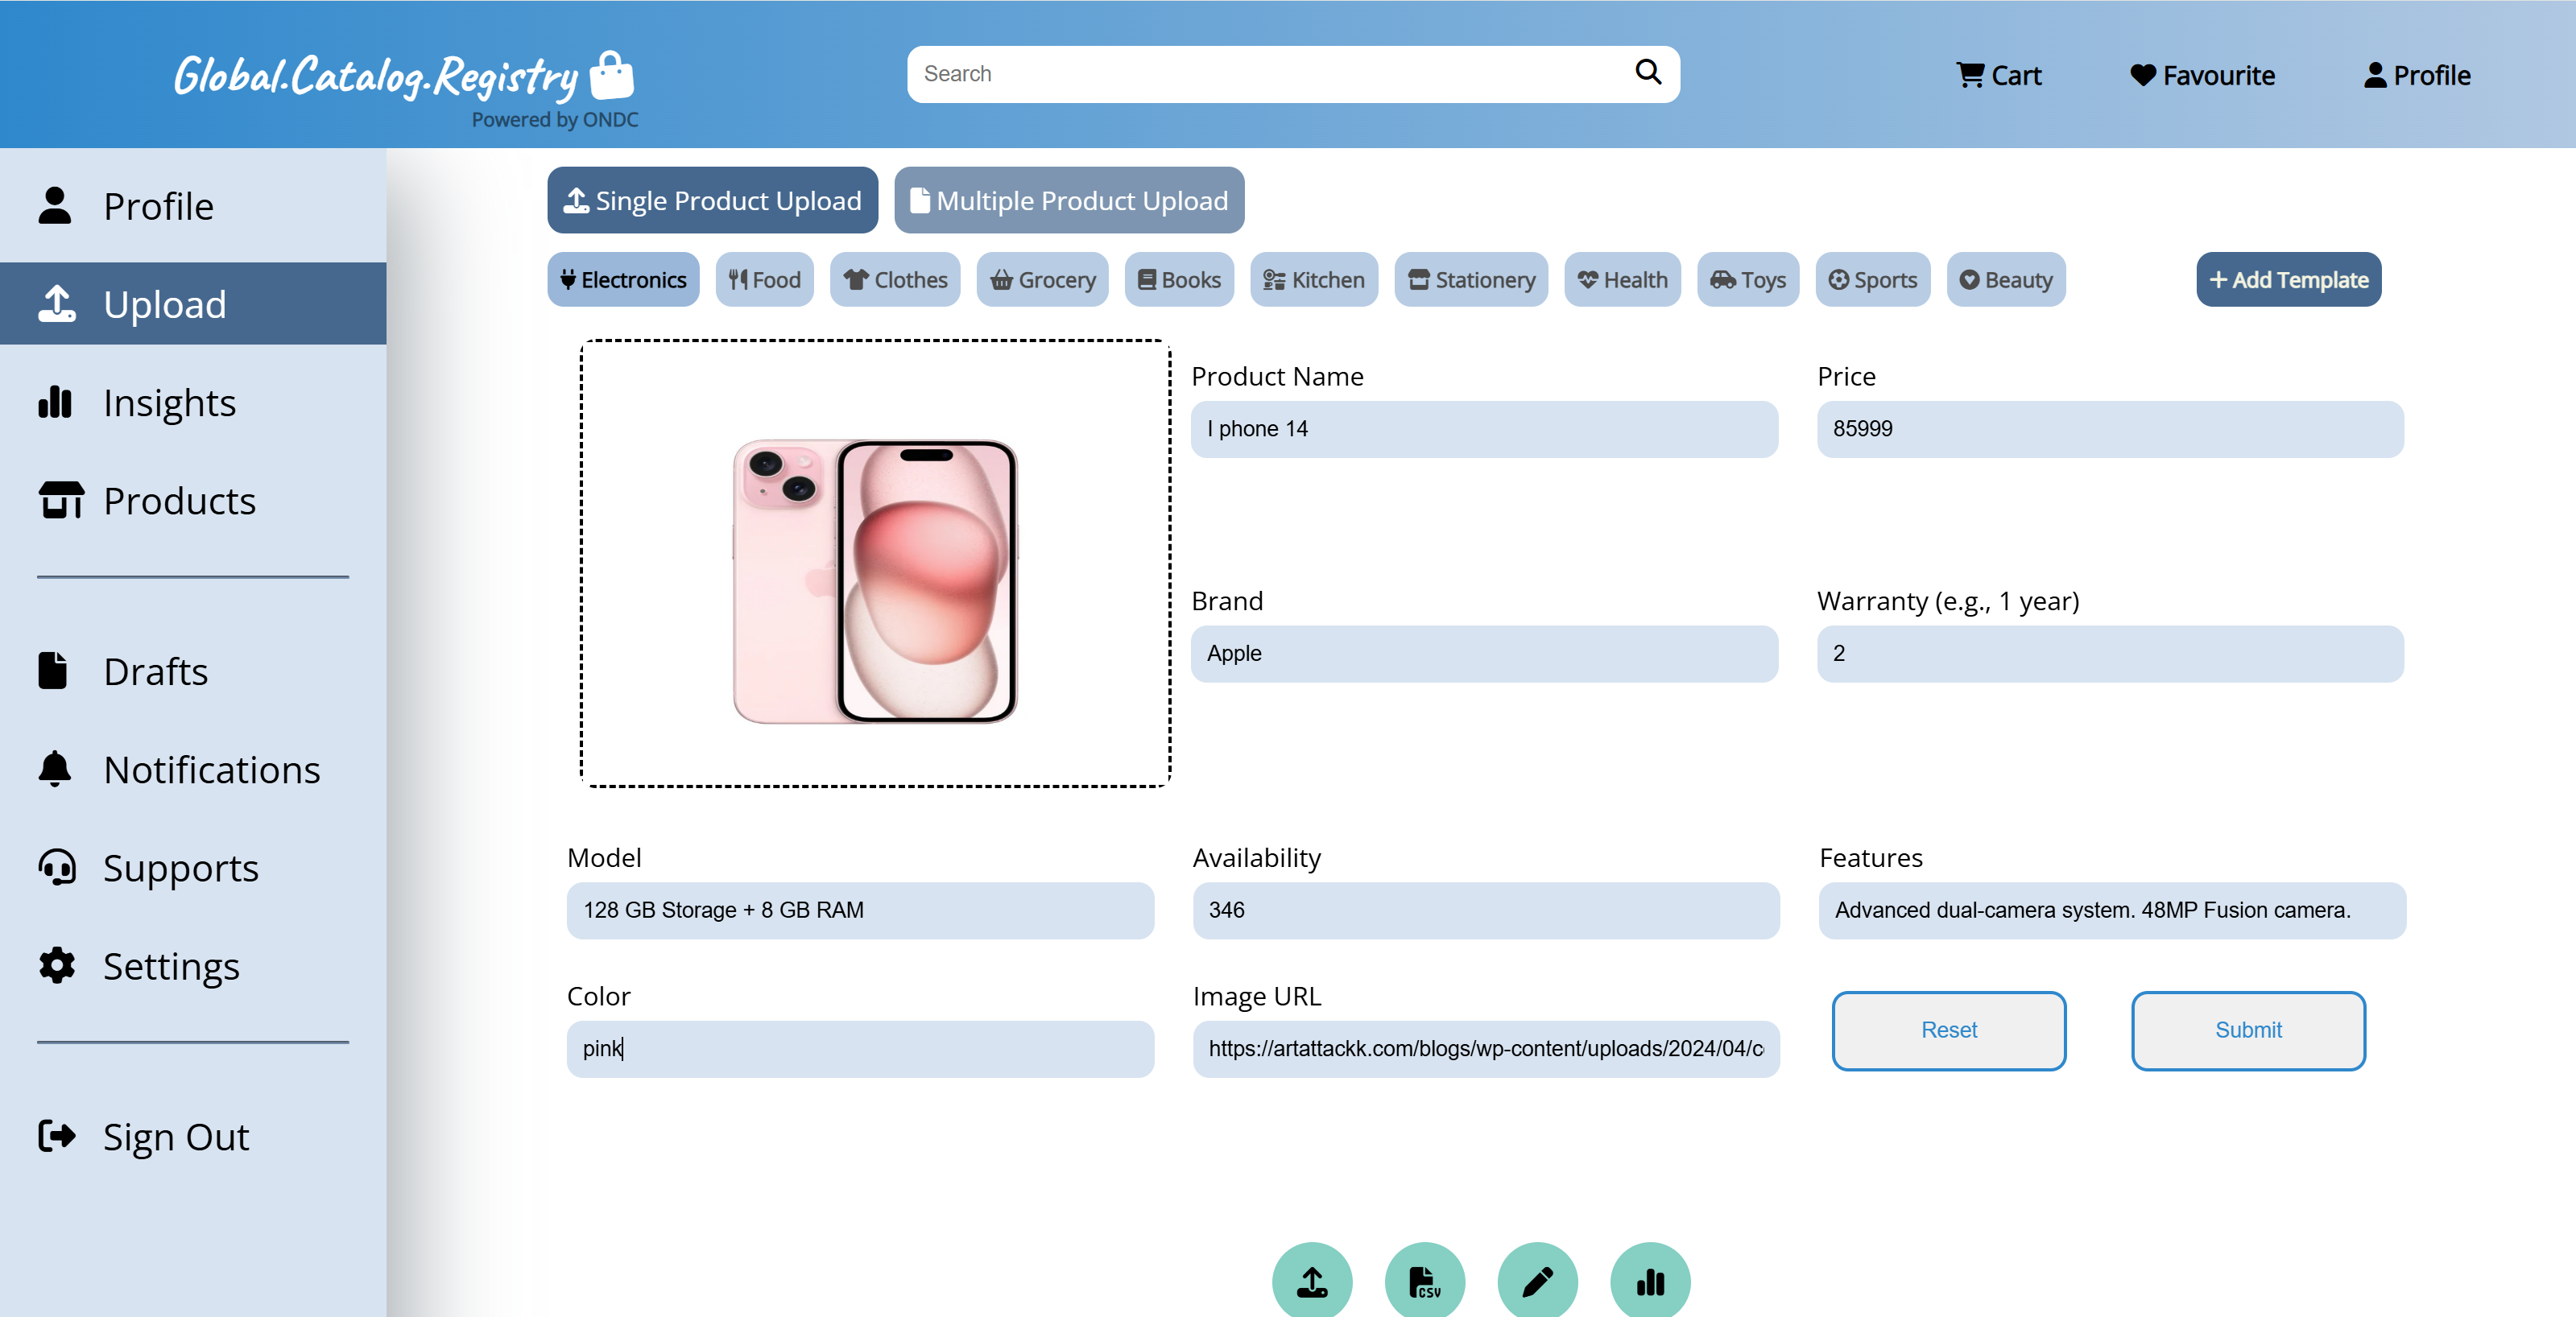 Global.Catalog.Registry
Powered by ONDC
Search
Cart
Favourite
Profile
Profile
Upload
Insights
Products
Drafts
Notifications
Supports
Settings
Sign Out
Single Product Upload
Multiple Product Upload
Electronics
Food
Clothes
Grocery
Books
Kitchen
Stationery
Health
Toys
Sports
Beauty
+ Add Template
Product Name
I phone 14
Price
85999
Brand
Apple
Warranty (e.g., 1 year)
2
Model
128 GB Storage + 8 GB RAM
Availability
346
Features
Advanced dual-camera system. 48MP Fusion camera.
Color
pink
Image URL
https://artattackk.com/blogs/wp-content/uploads/2024/04/c
Reset
Submit
CSV